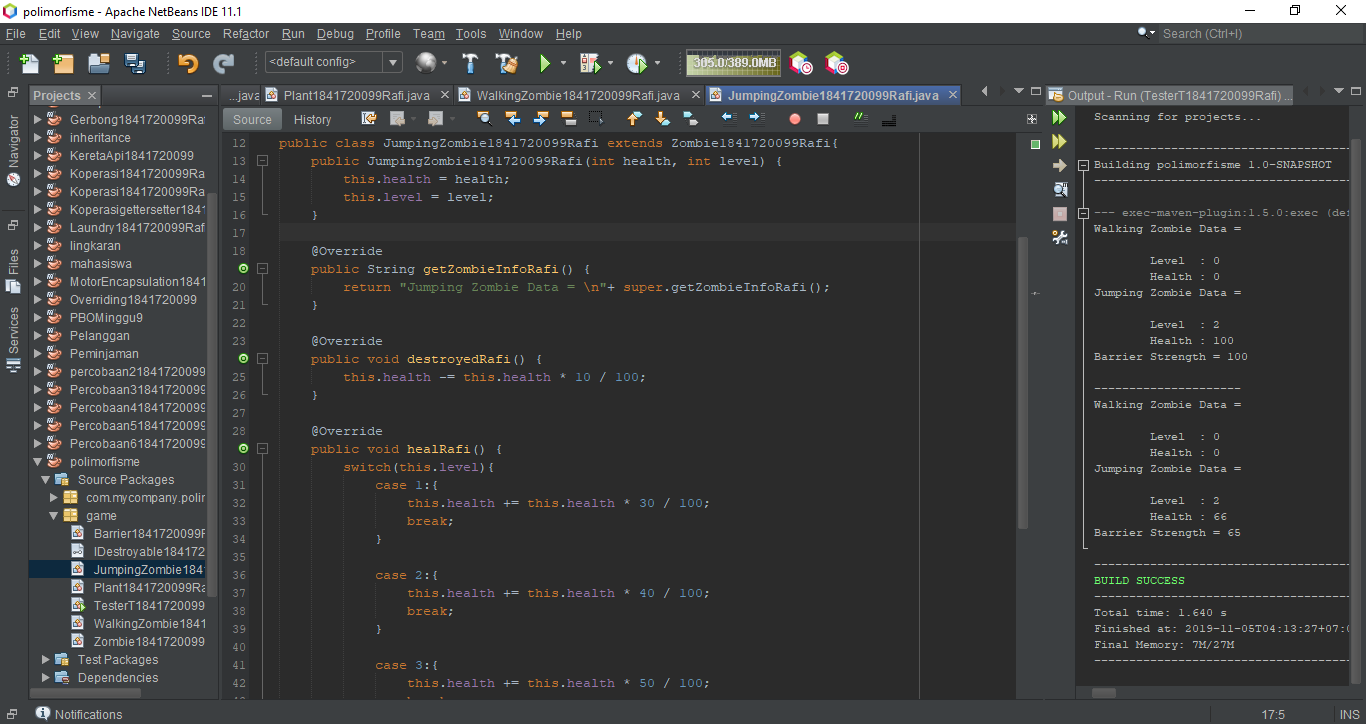 polimorfisme - Apache NetBeans IDE 11.1
File Edit View Navigate Source Refactor Run Debug Profile Team Tools Window Help
Search (Ctrl+I)
<default config>
305.0/389.0MB
Projects
...java
Plant1841720099Rafi.java
WalkingZombie1841720099Rafi.java
JumpingZombie1841720099Rafi.java
Output - Run (TesterT1841720099Rafi) ...
Navigator
Files
Services
Gerbong1841720099Ra
inheritance
KeretaApi1841720099
Koperasi1841720099Ra
Koperasi1841720099Ra
Koperasigettersetter1841
Laundry1841720099Raf
lingkaran
mahasiswa
MotorEncapsulation1841
Overriding1841720099
PBOMinggu9
Pelanggan
Peminjaman
percobaan21841720099
Percobaan31841720099
Percobaan41841720099
Percobaan51841720099
Percobaan61841720099
polimorfisme
Source Packages
com.mycompany.polir
game
Barrier1841720099F
IDestroyable184172
JumpingZombie184
Plant1841720099Ra
TesterT1841720099
WalkingZombie1841
Zombie1841720099
Test Packages
Dependencies
Source History
12 public class JumpingZombie1841720099Rafi extends Zombie1841720099Rafi{
13 public JumpingZombie1841720099Rafi(int health, int level) {
14 this.health = health;
15 this.level = level;
16 }
17
18 @Override
public String getZombieInfoRafi() {
20 return "Jumping Zombie Data = \n"+ super.getZombieInfoRafi();
21 }
22
23 @Override
public void destroyedRafi() {
25 this.health -= this.health * 10 / 100;
26 }
27
28 @Override
public void healRafi() {
30 switch(this.level){
31 case 1:{
32 this.health += this.health * 30 / 100;
33 break;
34 }
35
36 case 2:{
37 this.health += this.health * 40 / 100;
38 break;
39 }
40
41 case 3:{
42 this.health += this.health * 50 / 100;
Scanning for projects...
------------------------------------------------
Building polimorfisme 1.0-SNAPSHOT
------------------------------------------------
--- exec-maven-plugin:1.5.0:exec (de
Walking Zombie Data =
Level : 0
Health : 0
Jumping Zombie Data =
Level : 2
Health : 100
Barrier Strength = 100
-----------------------
Walking Zombie Data =
Level : 0
Health : 0
Jumping Zombie Data =
Level : 2
Health : 66
Barrier Strength = 65
------------------------------------------------
BUILD SUCCESS
------------------------------------------------
Total time: 1.640 s
Finished at: 2019-11-05T04:13:27+07:0
Final Memory: 7M/27M
------------------------------------------------
Notifications
17:5
INS